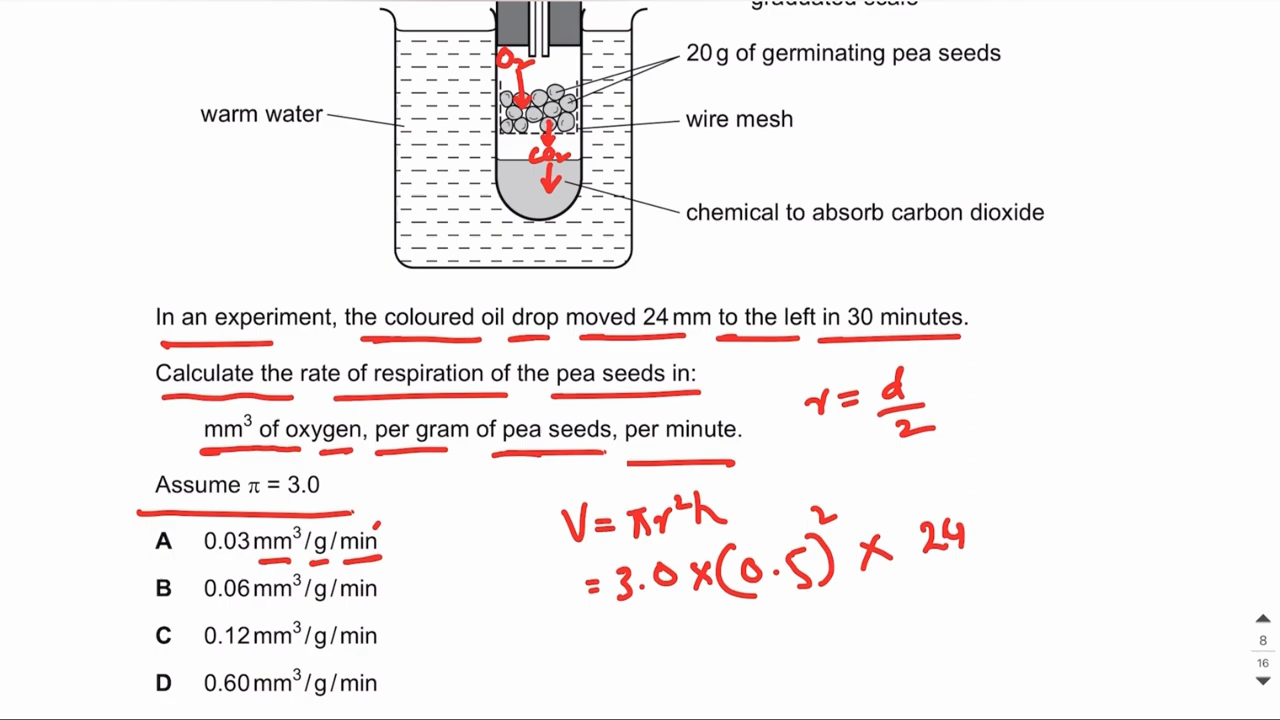 graduated scale
20 g of germinating pea seeds
O₂
warm water
wire mesh
CO₂
chemical to absorb carbon dioxide
In an experiment, the coloured oil drop moved 24 mm to the left in 30 minutes.
Calculate the rate of respiration of the pea seeds in:
r = d/2
mm³ of oxygen, per gram of pea seeds, per minute.
Assume π = 3.0
V = πr²h
A 0.03 mm³/g/min
= 3.0 × (0.5)² × 24
B 0.06 mm³/g/min
C 0.12 mm³/g/min
8
16
D 0.60 mm³/g/min